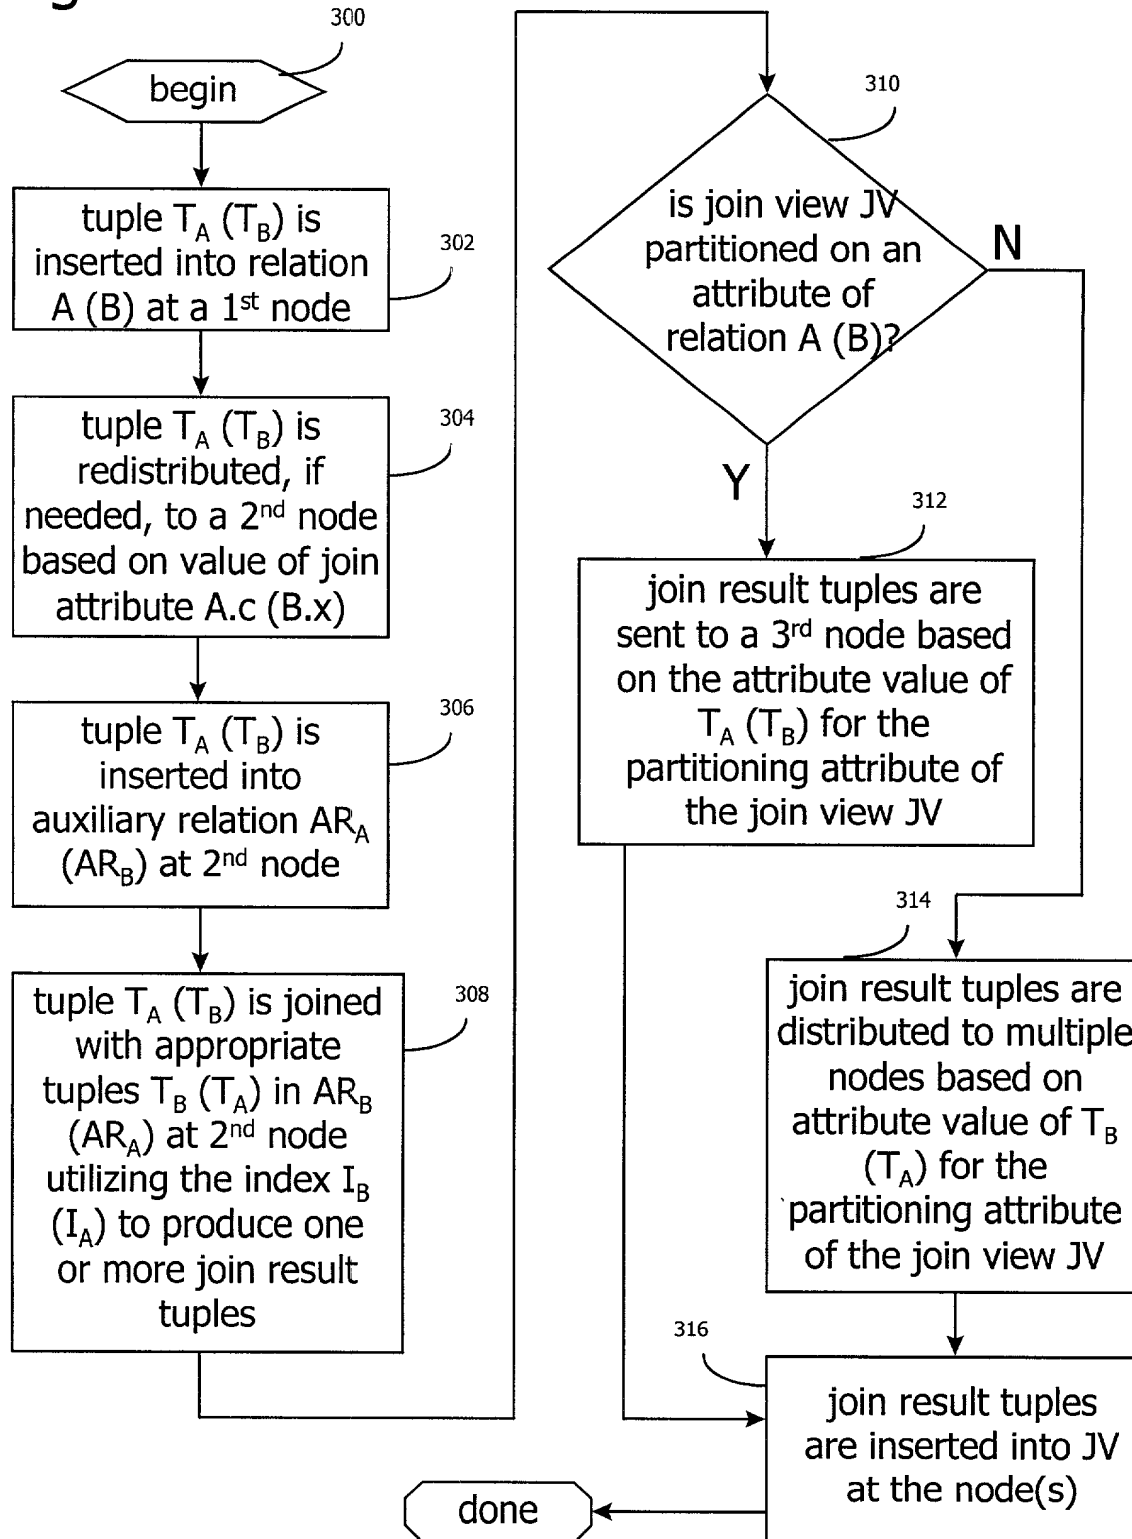 300
begin
tuple T_A (T_B) is
inserted into relation
A (B) at a 1st node
302
tuple T_A (T_B) is
redistributed, if
needed, to a 2nd node
based on value of join
attribute A.c (B.x)
304
tuple T_A (T_B) is
inserted into
auxiliary relation AR_A
(AR_B) at 2nd node
306
tuple T_A (T_B) is joined
with appropriate
tuples T_B (T_A) in AR_B
(AR_A) at 2nd node
utilizing the index I_B
(I_A) to produce one
or more join result
tuples
308
310
is join view JV
partitioned on an
attribute of
relation A (B)?
N
Y
312
join result tuples are
sent to a 3rd node based
on the attribute value of
T_A (T_B) for the
partitioning attribute of
the join view JV
314
join result tuples are
distributed to multiple
nodes based on
attribute value of T_B
(T_A) for the
partitioning attribute
of the join view JV
316
join result tuples
are inserted into JV
at the node(s)
done